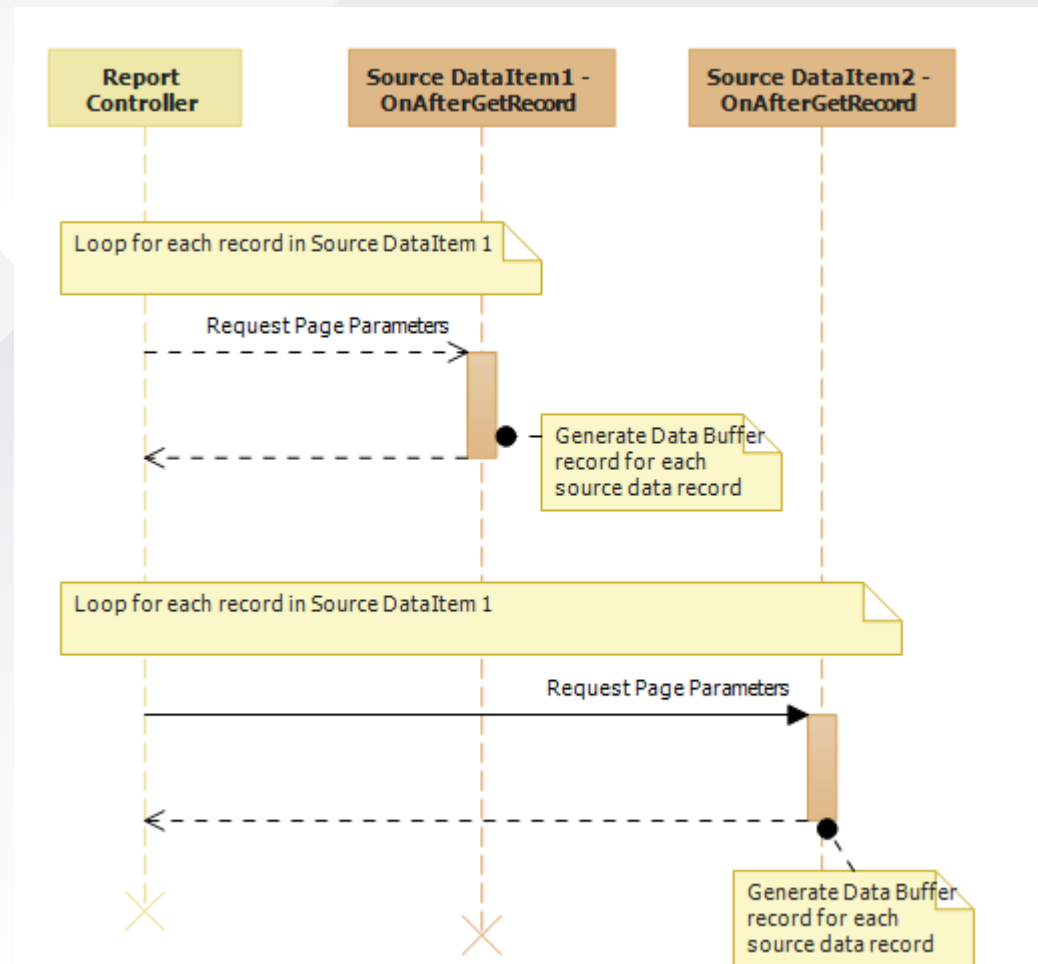 Report
Controller
Source DataItem1 -
OnAfterGetRecord
Source DataItem2 -
OnAfterGetRecord
Loop for each record in Source DataItem 1
Request Page Parameters
Generate Data Buffer
record for each
source data record
Loop for each record in Source DataItem 1
Request Page Parameters
Generate Data Buffer
record for each
source data record